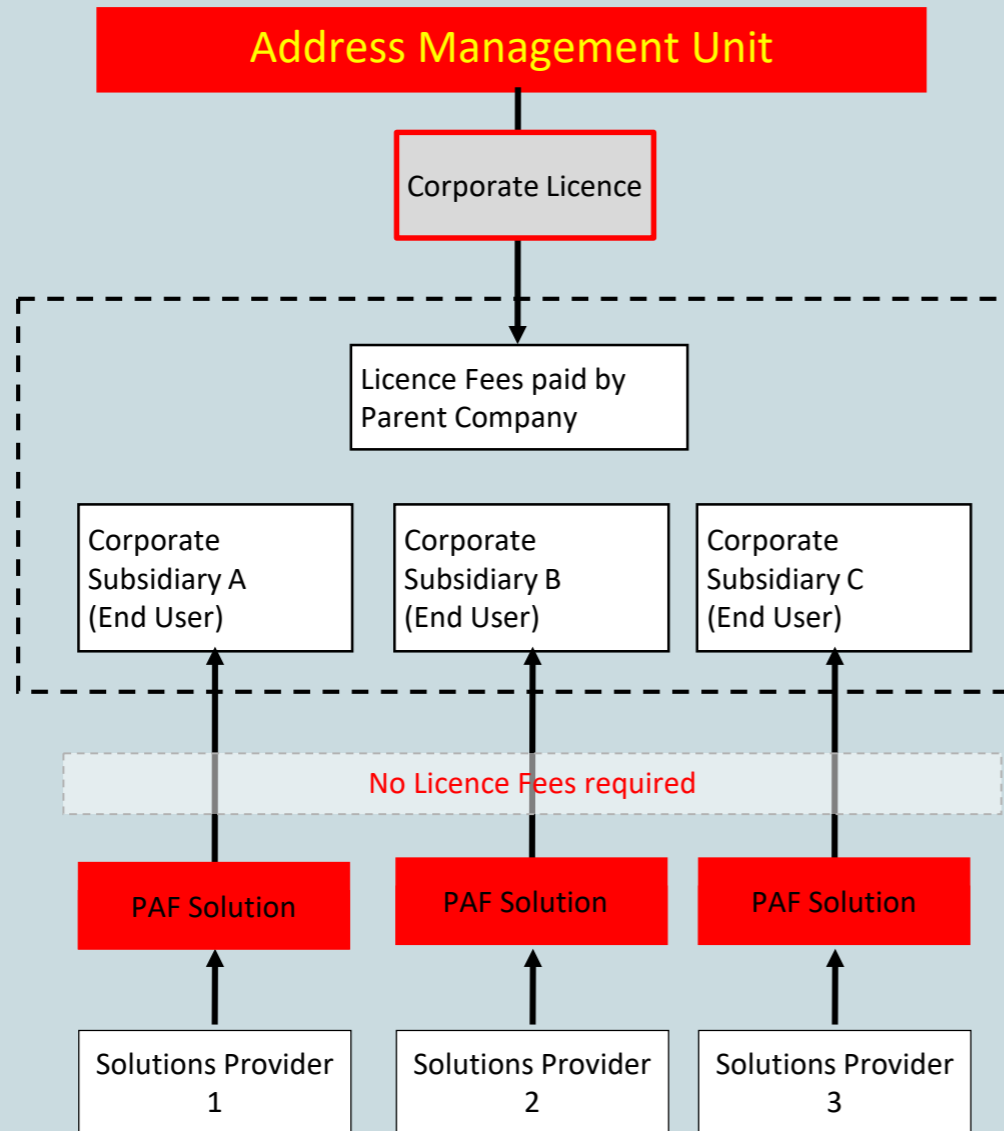 Address Management Unit
Corporate Licence
Licence Fees paid by
Parent Company
Corporate
Subsidiary A
(End User)
Corporate
Subsidiary B
(End User)
Corporate
Subsidiary C
(End User)
No Licence Fees required
PAF Solution
PAF Solution
PAF Solution
Solutions Provider
1
Solutions Provider
2
Solutions Provider
3